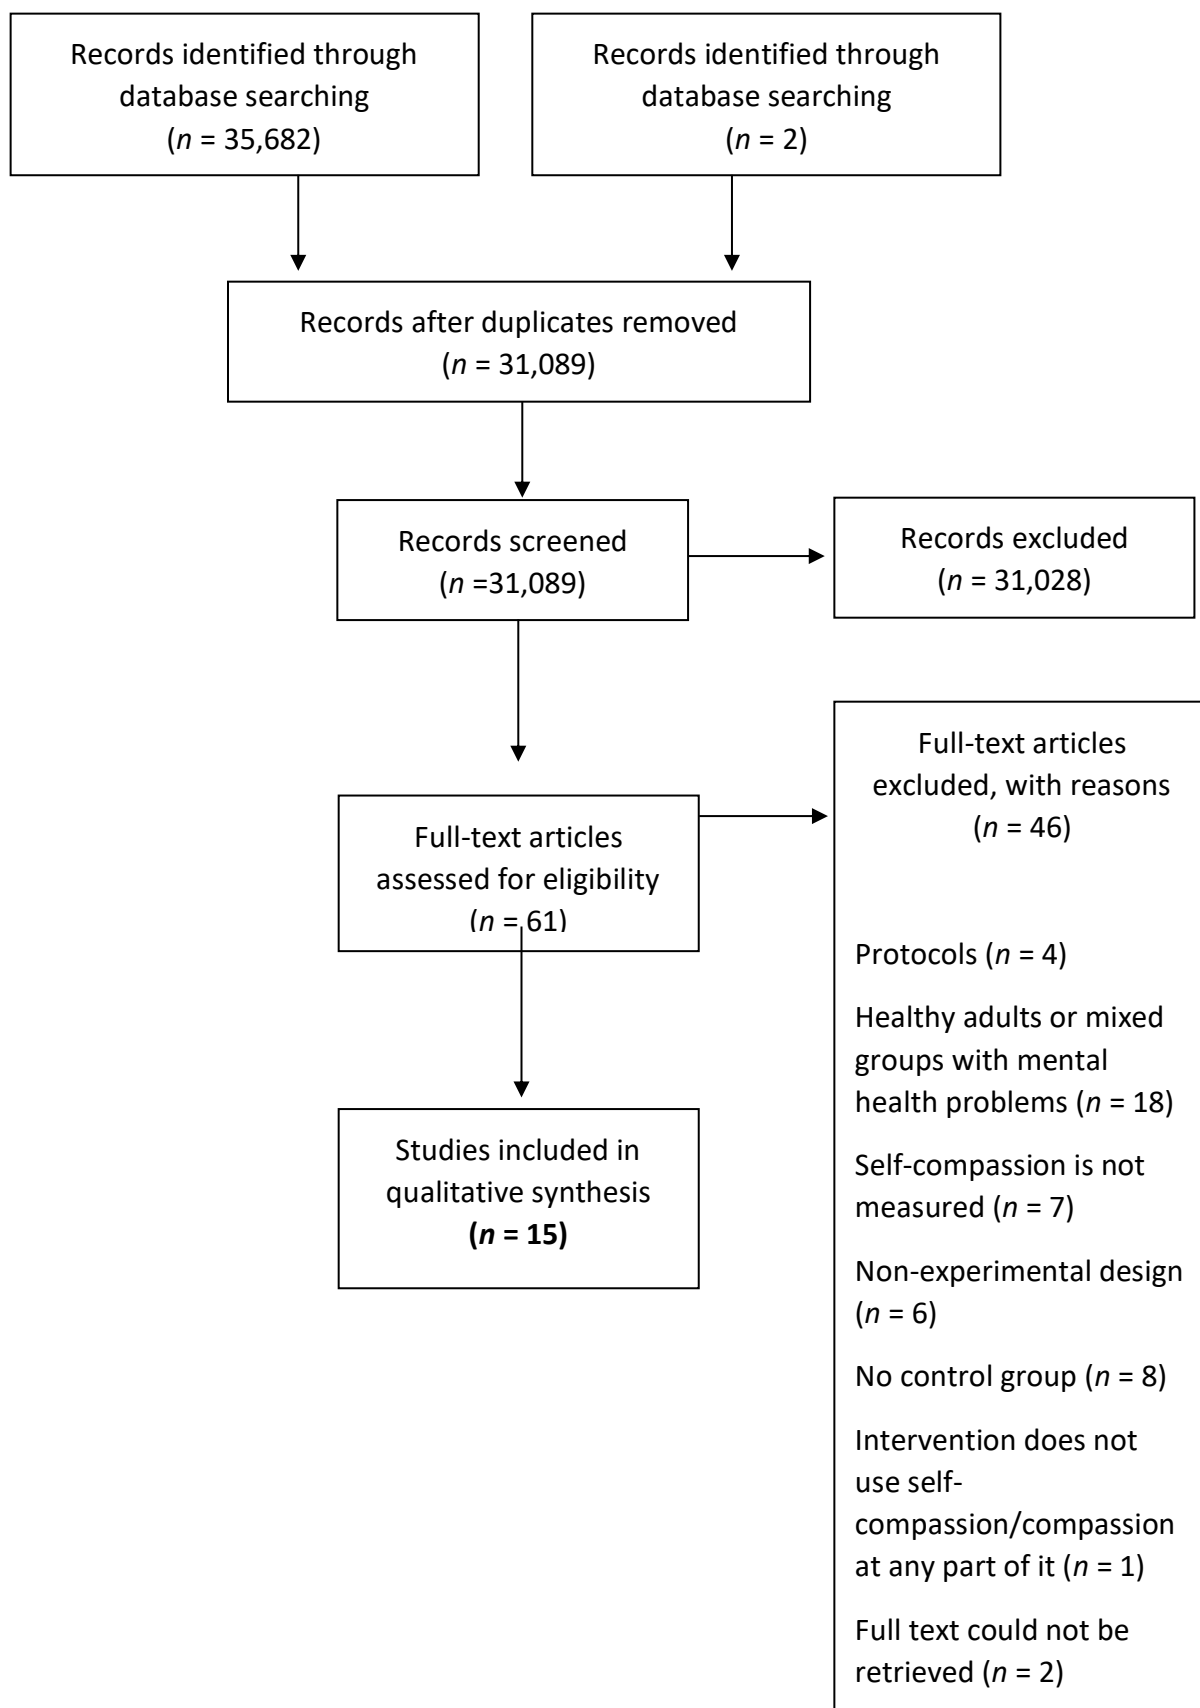 Records identified through
database searching
(n = 35,682)
Records identified through
database searching
(n = 2)
Records after duplicates removed
(n = 31,089)
Records screened
(n =31,089)
Records excluded
(n = 31,028)
Full-text articles
assessed for eligibility
(n = 61)
Full-text articles
excluded, with reasons
(n = 46)
Protocols (n = 4)
Healthy adults or mixed
groups with mental
health problems (n = 18)
Self-compassion is not
measured (n = 7)
Non-experimental design
(n = 6)
No control group (n = 8)
Intervention does not
use self-
compassion/compassion
at any part of it (n = 1)
Full text could not be
retrieved (n = 2)
Studies included in
qualitative synthesis
(n = 15)